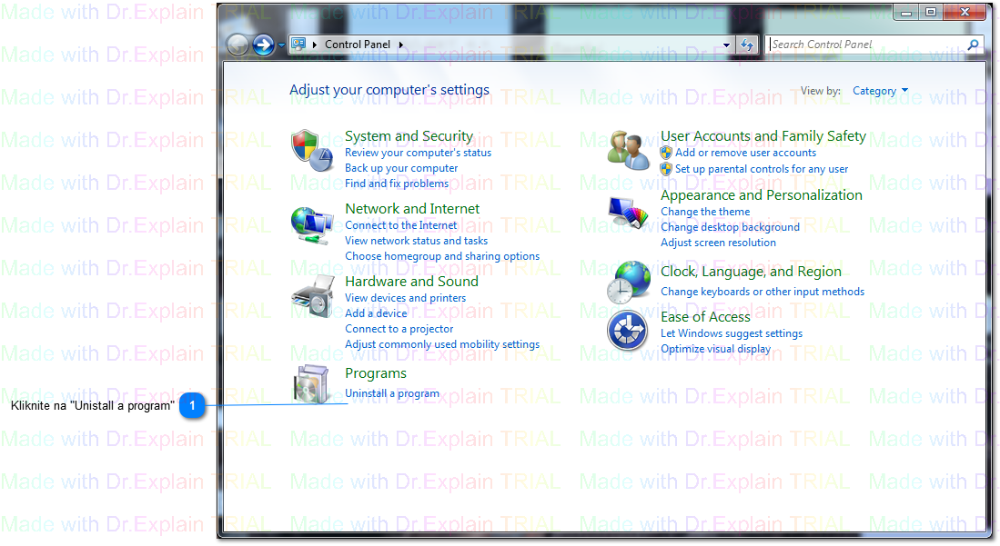 Control Panel
Search Control Panel
Adjust your computer's settings
View by: Category
System and Security
Review your computer's status
Back up your computer
Find and fix problems
Network and Internet
Connect to the Internet
View network status and tasks
Choose homegroup and sharing options
Hardware and Sound
View devices and printers
Add a device
Connect to a projector
Adjust commonly used mobility settings
Programs
Uninstall a program
User Accounts and Family Safety
Add or remove user accounts
Set up parental controls for any user
Appearance and Personalization
Change the theme
Change desktop background
Adjust screen resolution
Clock, Language, and Region
Change keyboards or other input methods
Ease of Access
Let Windows suggest settings
Optimize visual display
Kliknite na "Unistall a program" 1
Made with Dr.Explain TRIAL